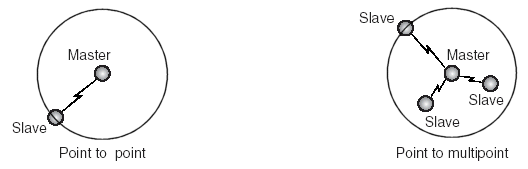 Master
Slave
Point to point
Slave
Master
Slave
Slave
Point to multipoint